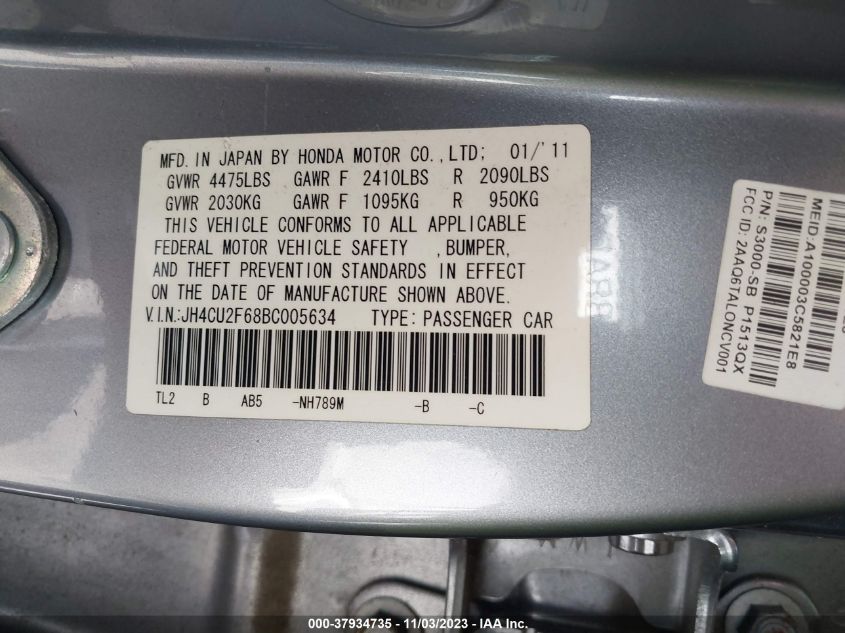 MFD. IN JAPAN BY HONDA MOTOR CO.,LTD; 01/'11
GVWR 4475LBS GAWR F 2410LBS R 2090LBS
GVWR 2030KG GAWR F 1095KG R 950KG
THIS VEHICLE CONFORMS TO ALL APPLICABLE
FEDERAL MOTOR VEHICLE SAFETY ,BUMPER,
AND THEFT PREVENTION STANDARDS IN EFFECT
ON THE DATE OF MANUFACTURE SHOWN ABOVE.
V.I.N:JH4CU2F68BC005634 TYPE:PASSENGER CAR
TL2 B AB5 -NH789M -B -C
MEID:A100003C5821E8
P/N: S3000-SB P1513QX
FCC ID: 2AAQ6TALONCV001
000-37934735 - 11/03/2023 - IAA Inc.